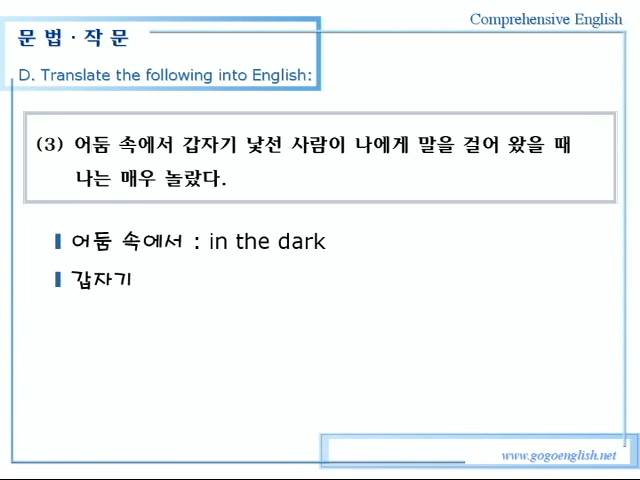 Comprehensive English
문 법 · 작 문
D. Translate the following into English:
(3) 어둠 속에서 갑자기 낯선 사람이 나에게 말을 걸어 왔을 때
나는 매우 놀랐다.
어둠 속에서 : in the dark
갑자기
www.gogoenglish.net